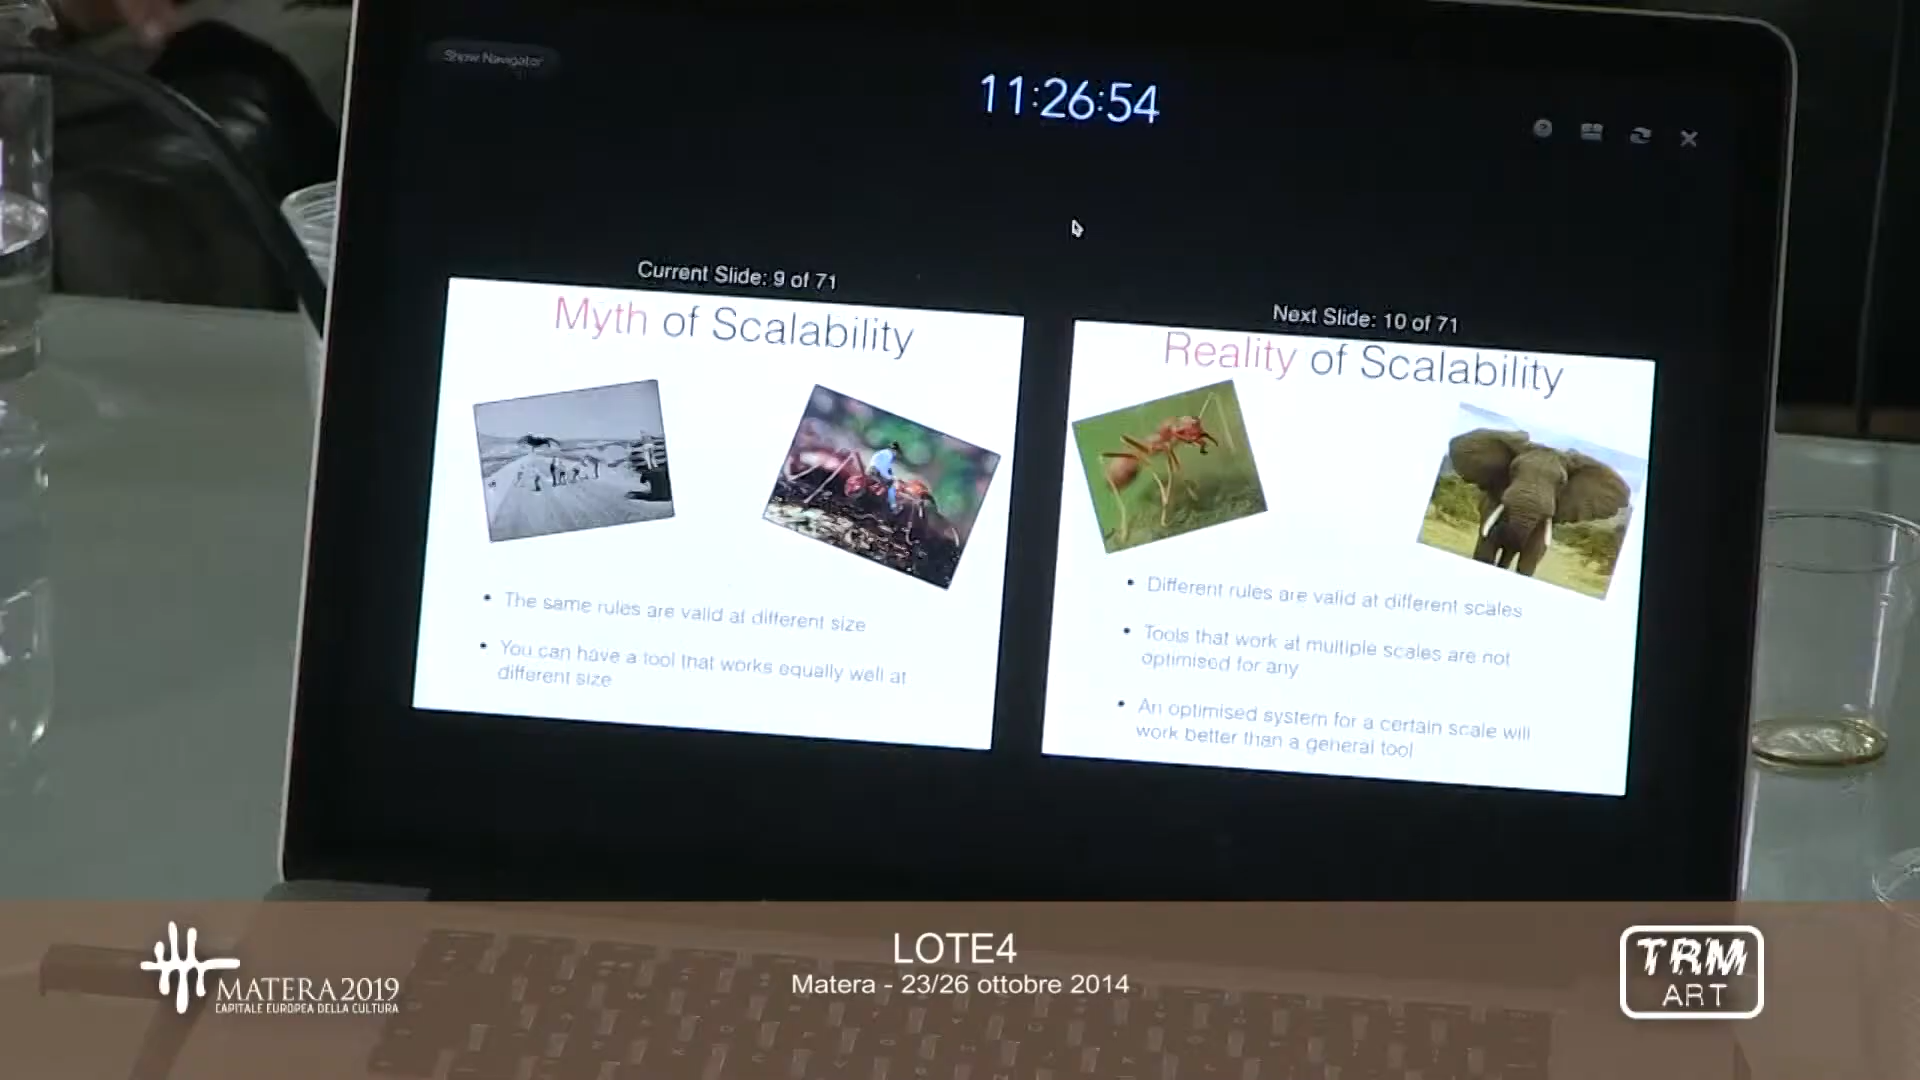 Show Navigator
11:26:54
Current Slide: 9 of 71
Myth of Scalability
The same rules are valid at different size
You can have a tool that works equally well at
different size
Next Slide: 10 of 71
Reality of Scalability
Different rules are valid at different scales
Tools that work at multiple scales are not
optimised for any
An optimised system for a certain scale will
work better than a general tool
MATERA 2019
CAPITALE EUROPEA DELLA CULTURA
LOTE4
Matera - 23/26 ottobre 2014
TRM
ART